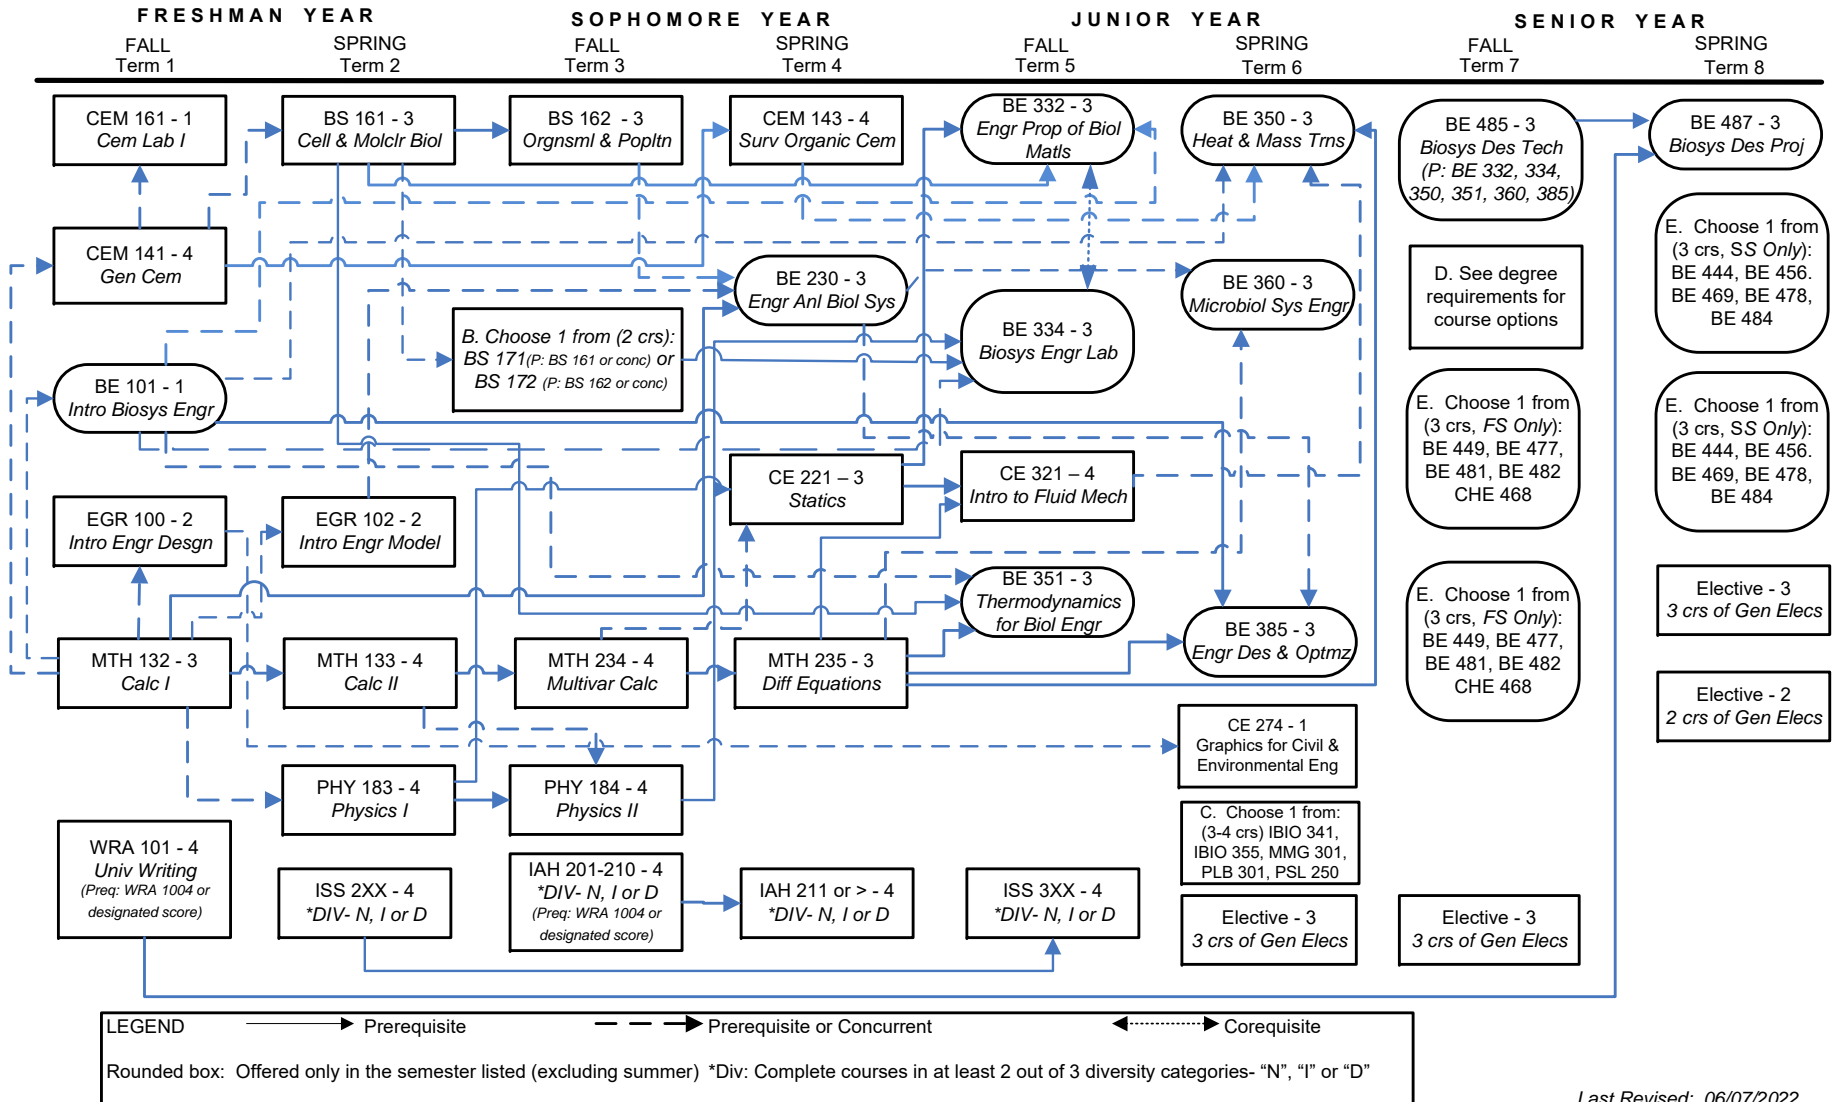 FRESHMAN YEAR
SOPHOMORE YEAR
JUNIOR YEAR
SENIOR YEAR
FALL
Term 1
SPRING
Term 2
FALL
Term 3
SPRING
Term 4
FALL
Term 5
SPRING
Term 6
FALL
Term 7
SPRING
Term 8
CEM 161 - 1
Cem Lab I
BS 161 - 3
Cell & Molclr Biol
BS 162 - 3
Orgnsml & Popltn
CEM 143 - 4
Surv Organic Cem
BE 332 - 3
Engr Prop of Biol
Matls
BE 350 - 3
Heat & Mass Trns
BE 485 - 3
Biosys Des Tech
(P: BE 332, 334,
350, 351, 360, 385)
BE 487 - 3
Biosys Des Proj
CEM 141 - 4
Gen Cem
BE 230 - 3
Engr Anl Biol Sys
BE 360 - 3
Microbiol Sys Engr
D. See degree
requirements for
course options
E. Choose 1 from
(3 crs, SS Only):
BE 444, BE 456.
BE 469, BE 478,
BE 484
B. Choose 1 from (2 crs):
BS 171(P: BS 161 or conc) or
BS 172 (P: BS 162 or conc)
BE 334 - 3
Biosys Engr Lab
BE 101 - 1
Intro Biosys Engr
E. Choose 1 from
(3 crs, FS Only):
BE 449, BE 477,
BE 481, BE 482
CHE 468
E. Choose 1 from
(3 crs, SS Only):
BE 444, BE 456.
BE 469, BE 478,
BE 484
CE 221 – 3
Statics
CE 321 – 4
Intro to Fluid Mech
EGR 100 - 2
Intro Engr Desgn
EGR 102 - 2
Intro Engr Model
BE 351 - 3
Thermodynamics
for Biol Engr
E. Choose 1 from
(3 crs, FS Only):
BE 449, BE 477,
BE 481, BE 482
CHE 468
Elective - 3
3 crs of Gen Elecs
MTH 132 - 3
Calc I
MTH 133 - 4
Calc II
MTH 234 - 4
Multivar Calc
MTH 235 - 3
Diff Equations
BE 385 - 3
Engr Des & Optmz
Elective - 2
2 crs of Gen Elecs
CE 274 - 1
Graphics for Civil &
Environmental Eng
PHY 183 - 4
Physics I
PHY 184 - 4
Physics II
C. Choose 1 from:
(3-4 crs) IBIO 341,
IBIO 355, MMG 301,
PLB 301, PSL 250
WRA 101 - 4
Univ Writing
(Preq: WRA 1004 or
designated score)
ISS 2XX - 4
*DIV- N, I or D
IAH 201-210 - 4
*DIV- N, I or D
(Preq: WRA 1004 or
designated score)
IAH 211 or > - 4
*DIV- N, I or D
ISS 3XX - 4
*DIV- N, I or D
Elective - 3
3 crs of Gen Elecs
Elective - 3
3 crs of Gen Elecs
LEGEND
Prerequisite
Prerequisite or Concurrent
Corequisite
Rounded box: Offered only in the semester listed (excluding summer) *Div: Complete courses in at least 2 out of 3 diversity categories- “N”, “I” or “D”
Last Revised: 06/07/2022